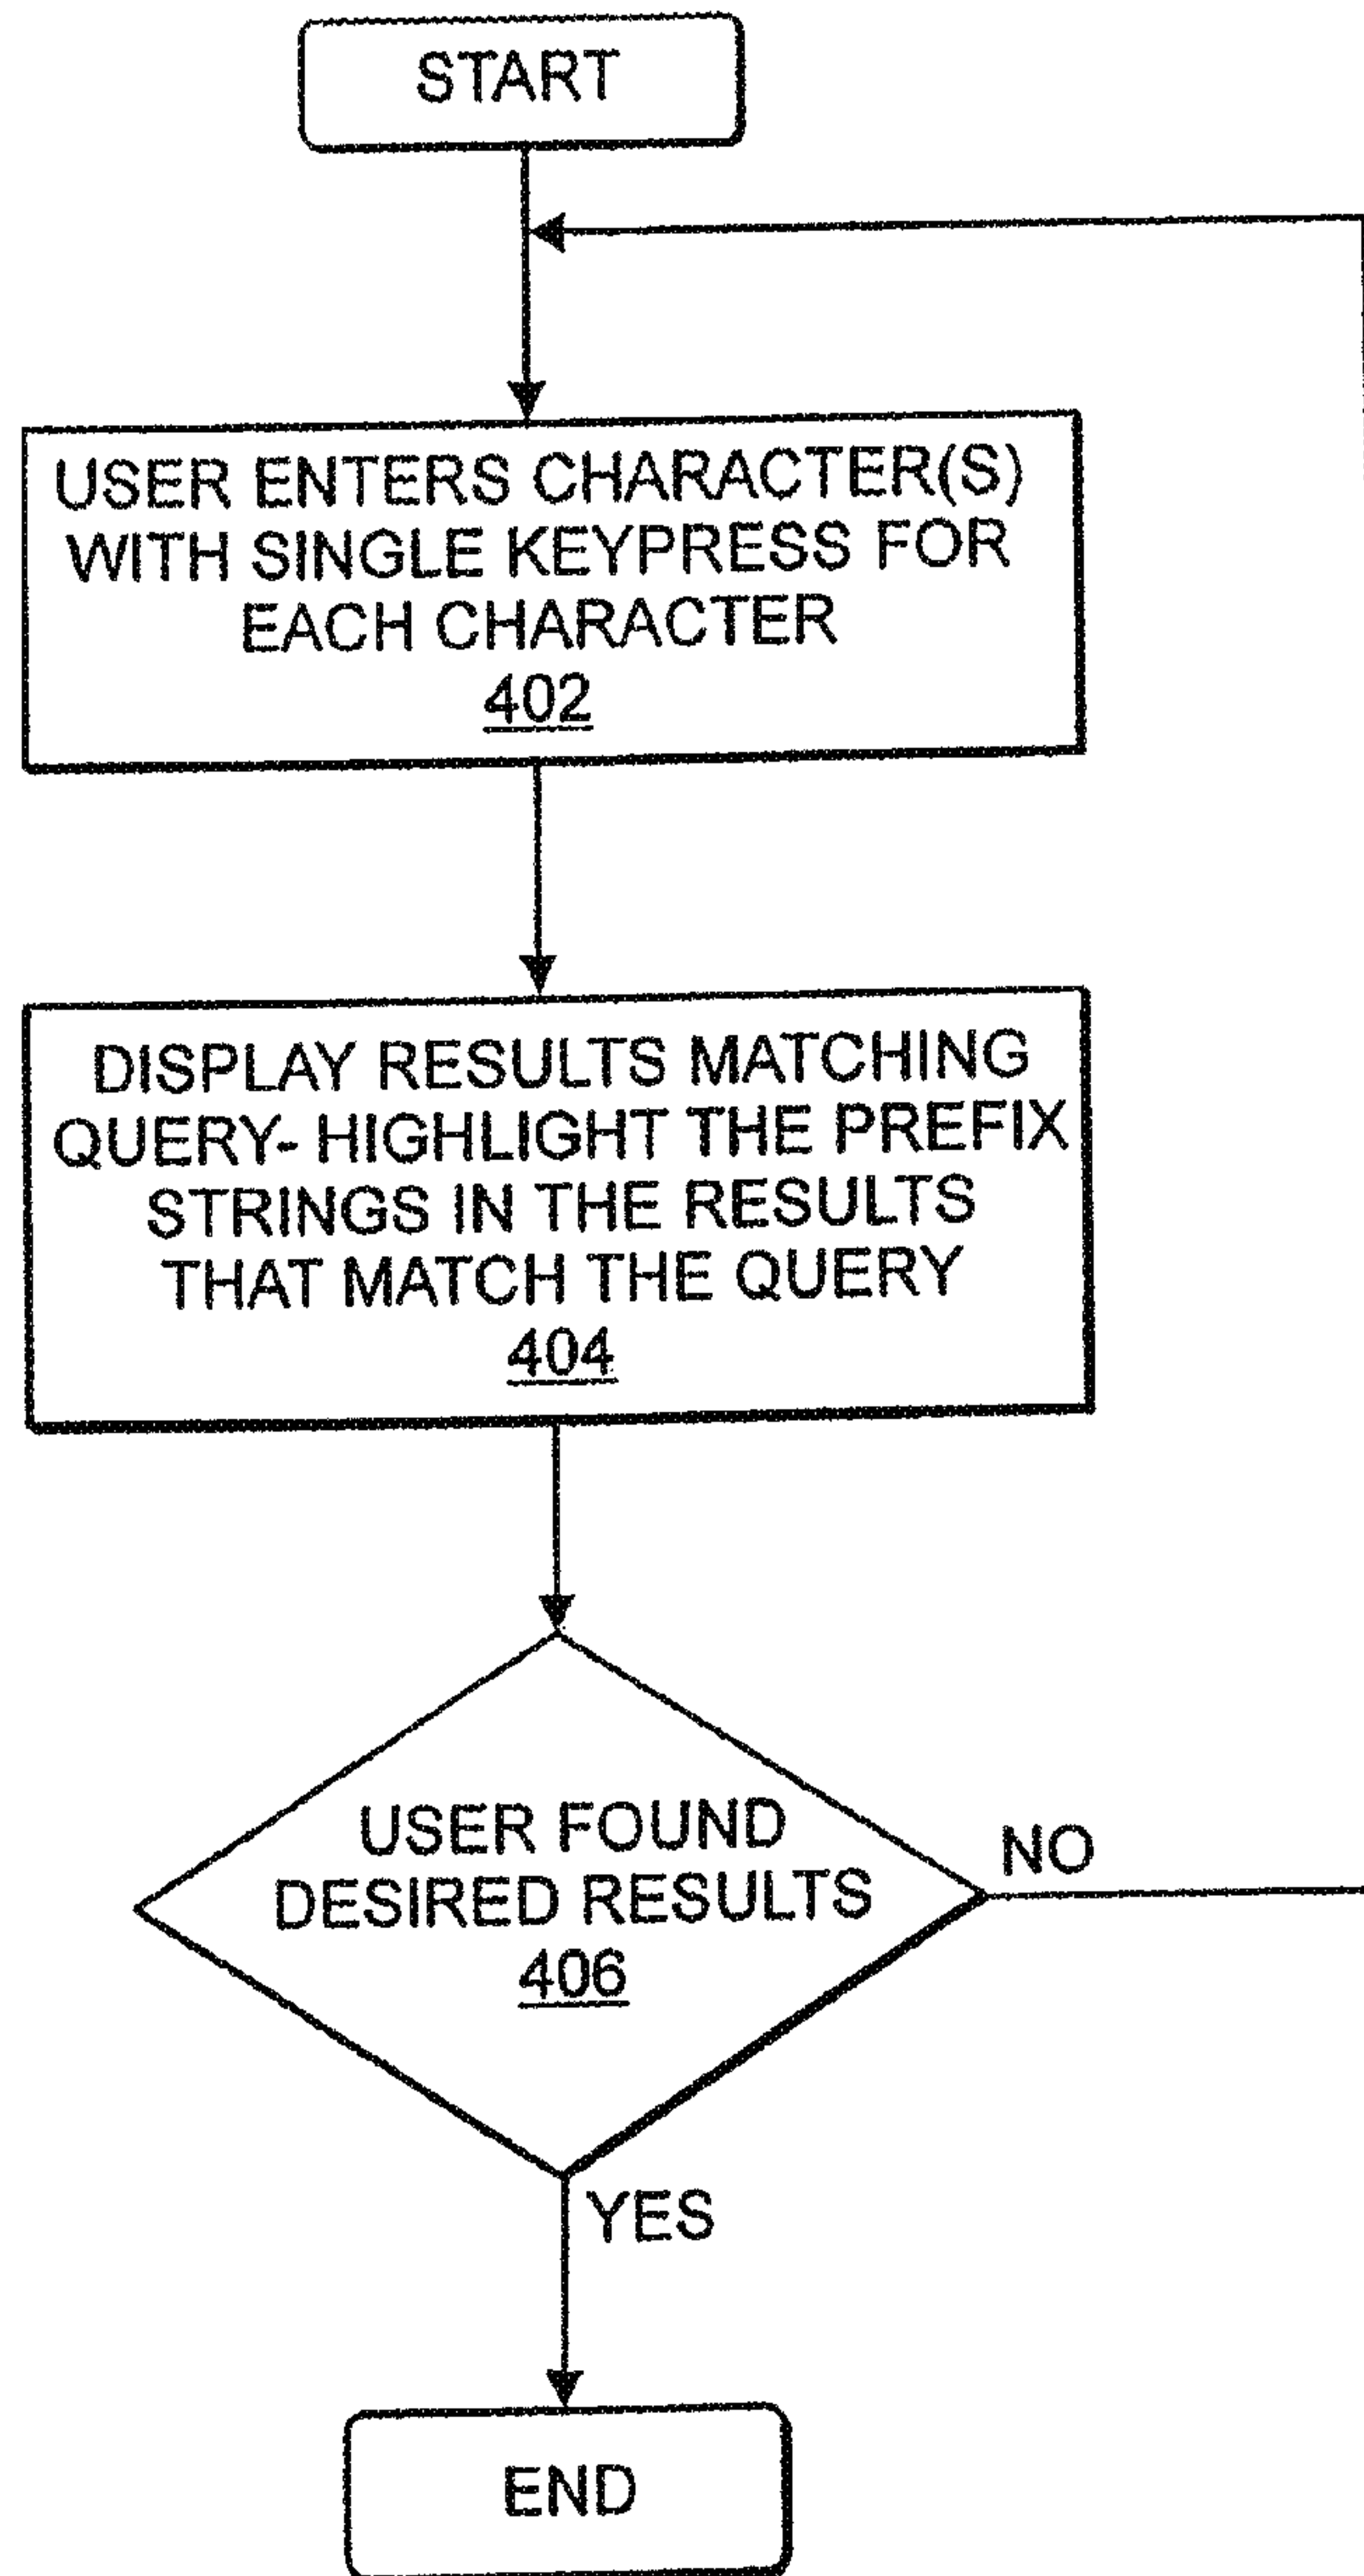 START
USER ENTERS CHARACTER(S)
WITH SINGLE KEYPRESS FOR
EACH CHARACTER
402
DISPLAY RESULTS MATCHING
QUERY- HIGHLIGHT THE PREFIX
STRINGS IN THE RESULTS
THAT MATCH THE QUERY
404
USER FOUND
DESIRED RESULTS
406
NO
YES
END